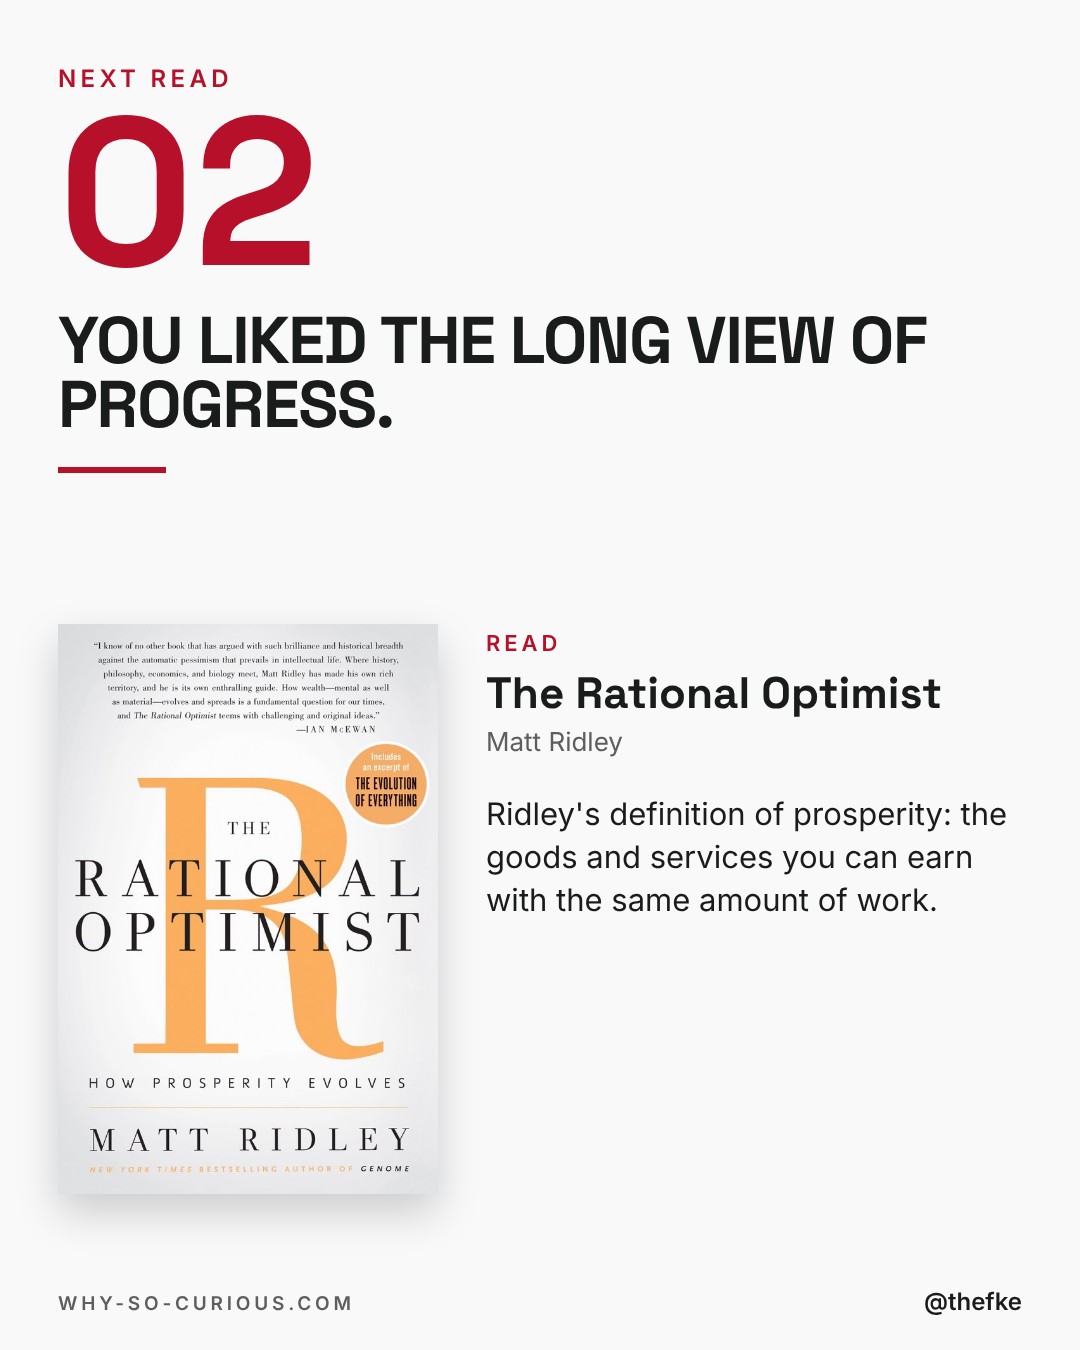 NEXT READ
02
YOU LIKED THE LONG VIEW OF
PROGRESS.
“I know of no other book that has argued with such brilliance and historical breadth
against the automatic pessimism that prevails in intellectual life. Where history,
philosophy, economics, and biology meet, Matt Ridley has made his own rich
territory, and he is its own enthralling guide. How wealth—mental as well
as material—evolves and spreads is a fundamental question for our times,
and The Rational Optimist teems with challenging and original ideas.”
—IAN McEWAN
Includes
an excerpt of
THE EVOLUTION
OF EVERYTHING
R
THE
RATIONAL
OPTIMIST
HOW PROSPERITY EVOLVES
MATT RIDLEY
NEW YORK TIMES BESTSELLING AUTHOR OF GENOME
READ
The Rational Optimist
Matt Ridley
Ridley's definition of prosperity: the
goods and services you can earn
with the same amount of work.
WHY-SO-CURIOUS.COM
@thefke